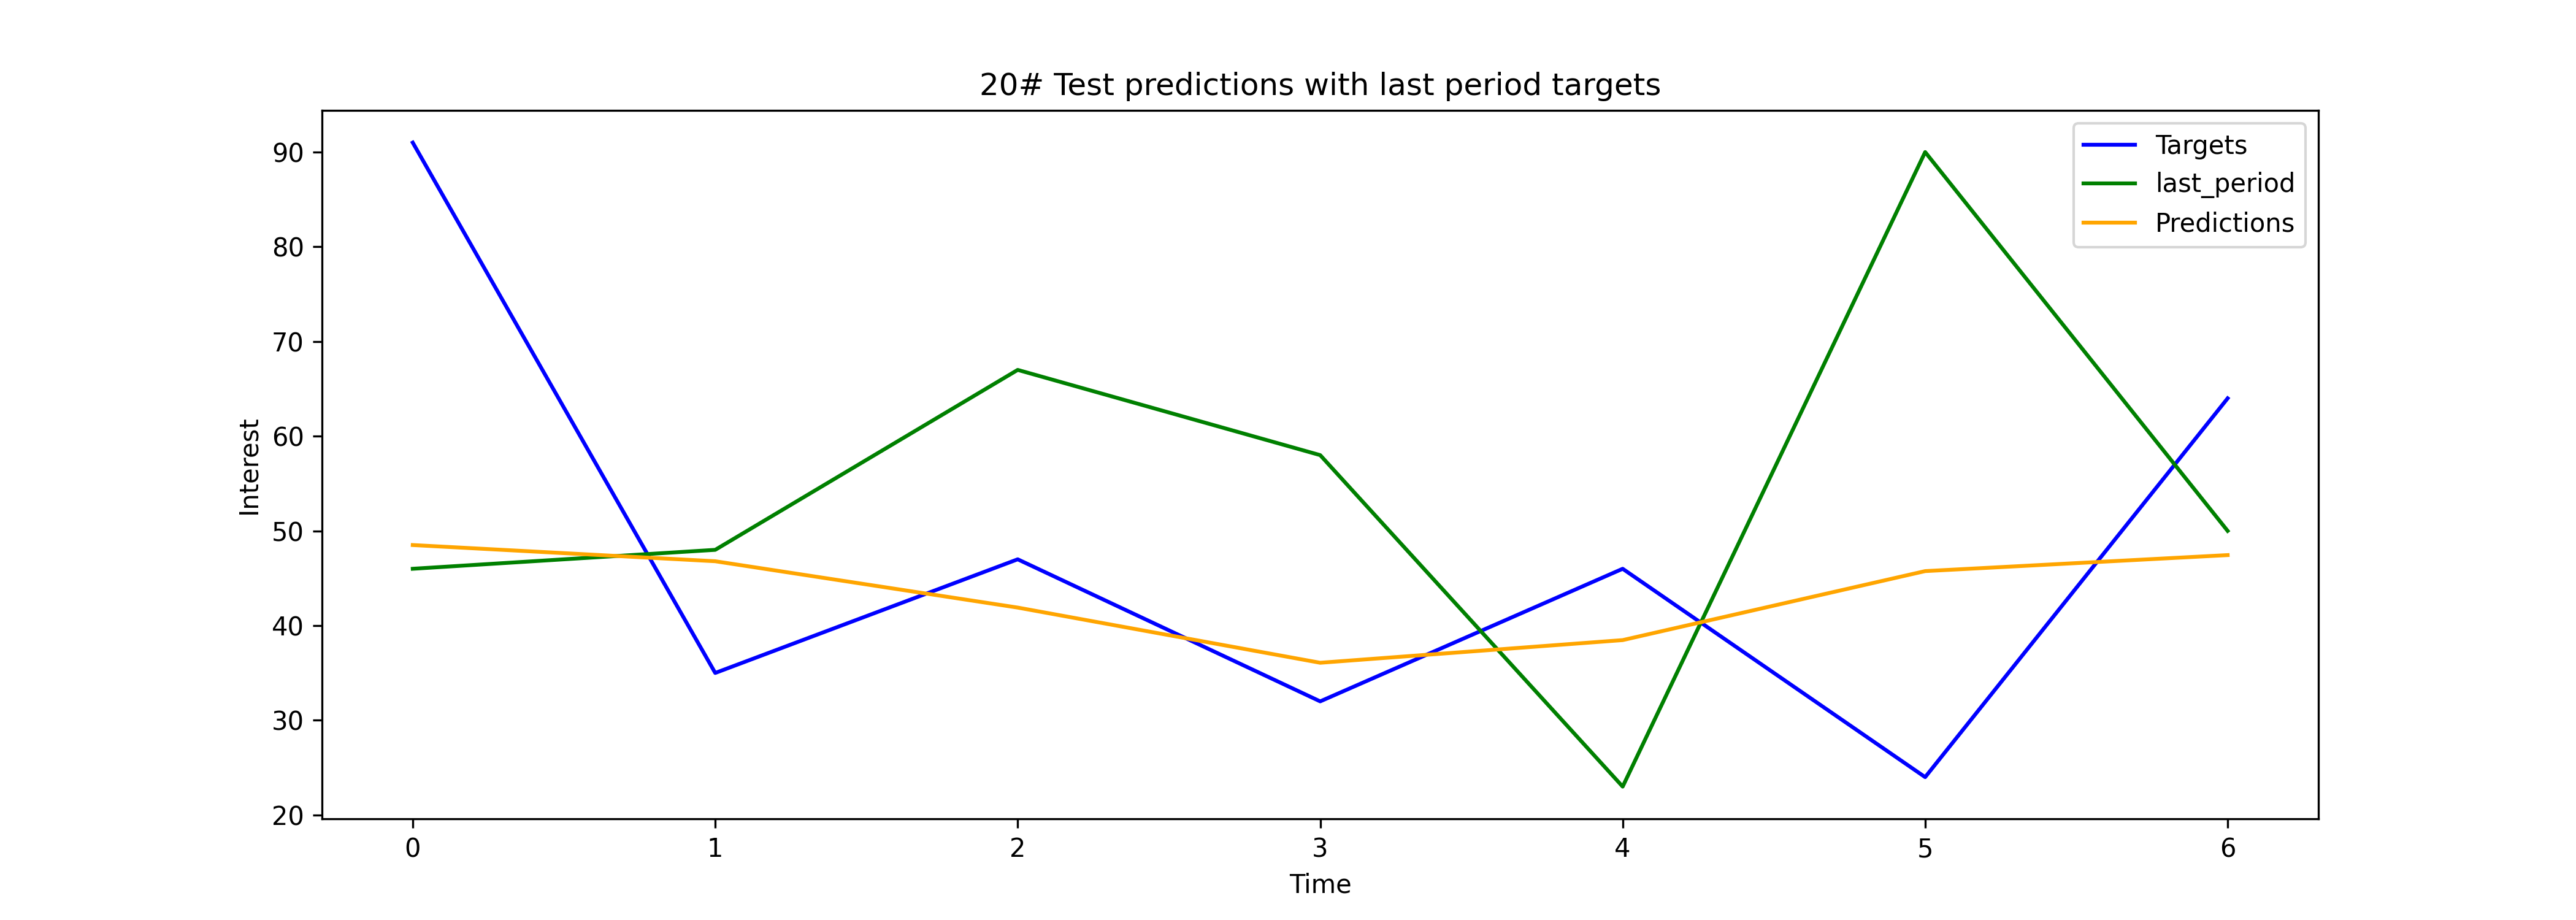 20# Test predictions with last period targets
Targets
last_period
Predictions
Interest
90
80
70
60
50
40
30
20
0 1 2 3 4 5 6
Time